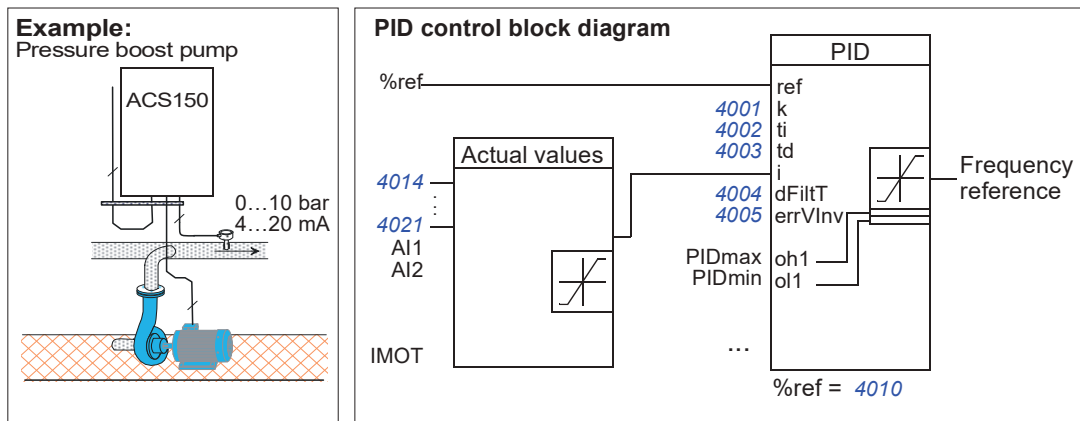 Example:
Pressure boost pump
ACS150
0…10 bar
4…20 mA
PID control block diagram
%ref
Actual values
4014
⋮
4021
AI1
AI2
IMOT
PID
ref
4001 k
4002 ti
4003 td
i
4004 dFiltT
4005 errVInv
PIDmax oh1
PIDmin ol1
...
%ref = 4010
Frequency
reference